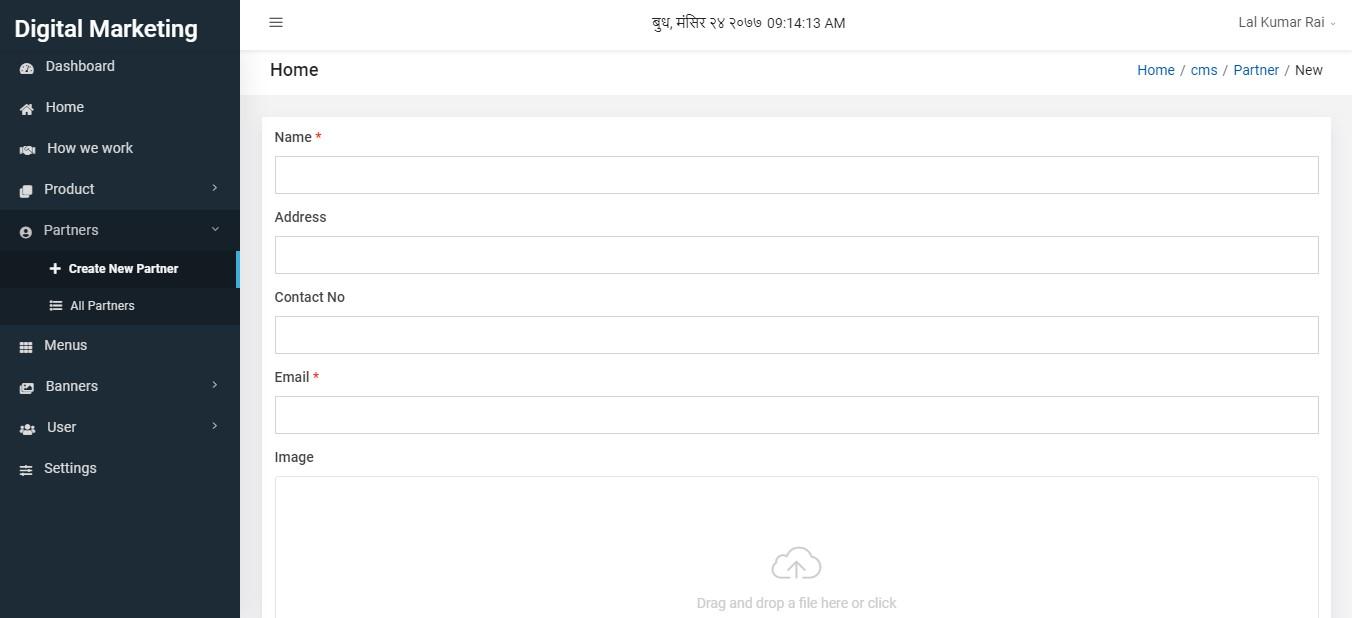 Digital Marketing
Dashboard
Home
How we work
Product
Partners
Create New Partner
All Partners
Menus
Banners
User
Settings
बुध, मंसिर २४ २०७७ 09:14:13 AM
Lal Kumar Rai
Home
Home / cms / Partner / New
Name *
Address
Contact No
Email *
Image
Drag and drop a file here or click